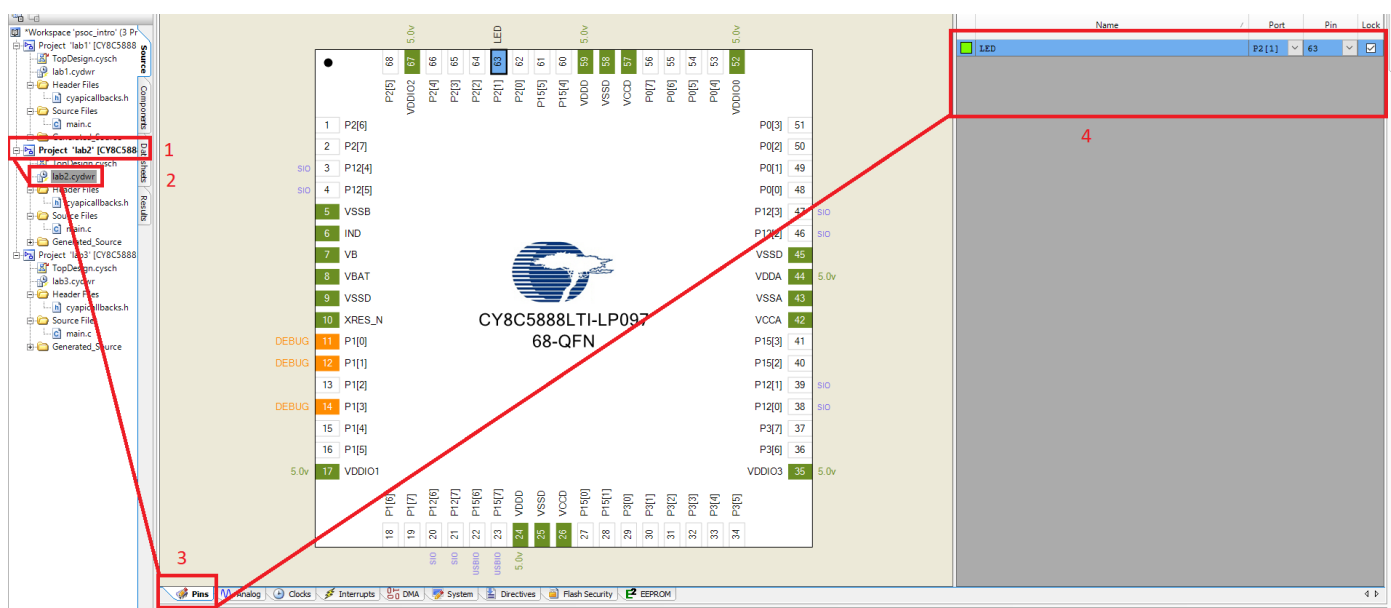 *Workspace 'psoc_intro' (3 Pr
Project 'lab1' [CY8C5888
TopDesign.cysch
lab1.cydwr
Header Files
cyapicallbacks.h
Source Files
main.c
Generated_Source
Project 'lab2' [CY8C588
TopDesign.cysch
lab2.cydwr
Header Files
cyapicallbacks.h
Source Files
main.c
Generated_Source
Project 'lab3' [CY8C5888
TopDesign.cysch
lab3.cydwr
Header Files
cyapicallbacks.h
Source Files
main.c
Generated_Source
Source
Components
Datasheets
Results
1
2
3
4
5.0v
LED
5.0v
5.0v
68 67 66 65 64 63 62 61 60 59 58 57 56 55 54 53 52
P2[5] VDDIO2 P2[4] P2[3] P2[2] P2[1] P2[0] P15[5] P15[4] VDDD VSSD VCCD P0[7] P0[6] P0[5] P0[4] VDDIO0
1 P2[6]
2 P2[7]
SIO 3 P12[4]
SIO 4 P12[5]
5 VSSB
6 IND
7 VB
8 VBAT
9 VSSD
10 XRES_N
DEBUG 11 P1[0]
DEBUG 12 P1[1]
13 P1[2]
DEBUG 14 P1[3]
15 P1[4]
16 P1[5]
5.0v 17 VDDIO1
CY8C5888LTI-LP097
68-QFN
P0[3] 51
P0[2] 50
P0[1] 49
P0[0] 48
P12[3] 47 SIO
P12[2] 46 SIO
VSSD 45
VDDA 44 5.0v
VSSA 43
VCCA 42
P15[3] 41
P15[2] 40
P12[1] 39 SIO
P12[0] 38 SIO
P3[7] 37
P3[6] 36
VDDIO3 35 5.0v
P1[6] P1[7] P12[6] P12[7] P15[6] P15[7] VDDD VSSD VCCD P15[0] P15[1] P3[0] P3[1] P3[2] P3[3] P3[4] P3[5]
18 19 20 21 22 23 24 25 26 27 28 29 30 31 32 33 34
SIO SIO USBIO USBIO 5.0v
Name / Port Pin Lock
LED P2[1] 63
Pins Analog Clocks Interrupts DMA System Directives Flash Security EEPROM